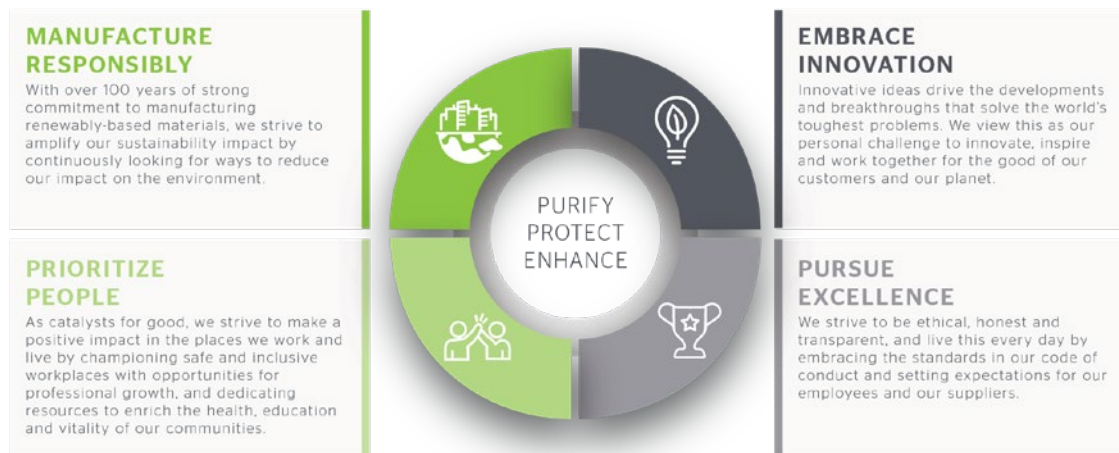 MANUFACTURE
RESPONSIBLY
With over 100 years of strong
commitment to manufacturing
renewably-based materials, we strive to
amplify our sustainability impact by
continuously looking for ways to reduce
our impact on the environment.
EMBRACE
INNOVATION
Innovative ideas drive the developments
and breakthroughs that solve the world's
toughest problems. We view this as our
personal challenge to innovate, inspire
and work together for the good of our
customers and our planet.
PURIFY
PROTECT
ENHANCE
PRIORITIZE
PEOPLE
As catalysts for good, we strive to make a
positive impact in the places we work and
live by championing safe and inclusive
workplaces with opportunities for
professional growth, and dedicating
resources to enrich the health, education
and vitality of our communities.
PURSUE
EXCELLENCE
We strive to be ethical, honest and
transparent, and live this every day by
embracing the standards in our code of
conduct and setting expectations for our
employees and our suppliers.